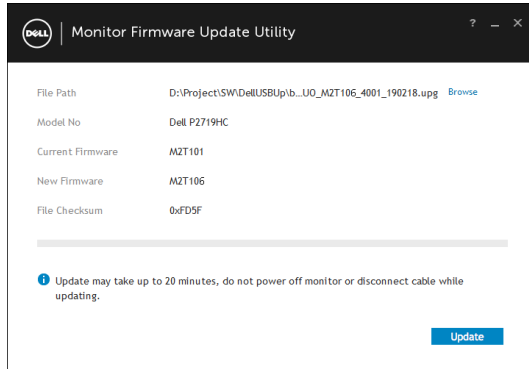 DELL Monitor Firmware Update Utility ? _ X
File Path D:\Project\SW\DellUSBUp\b...UO_M2T106_4001_190218.upg Browse
Model No Dell P2719HC
Current Firmware M2T101
New Firmware M2T106
File Checksum 0xFD5F
Update may take up to 20 minutes, do not power off monitor or disconnect cable while
updating.
Update